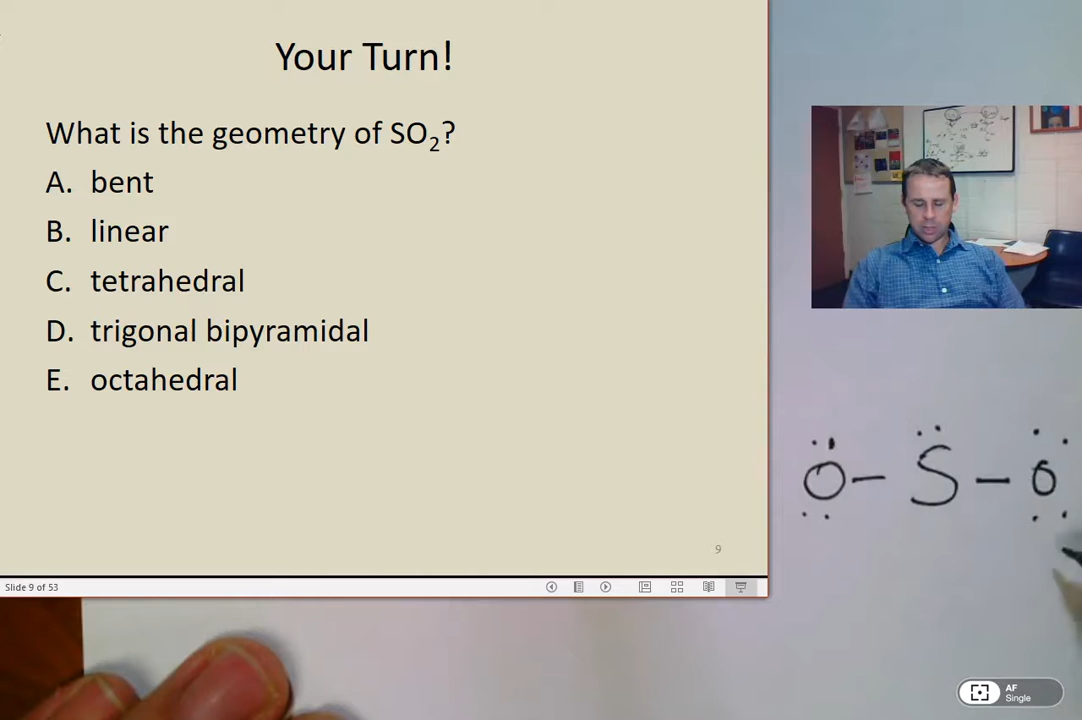 Your Turn!
What is the geometry of SO₂?
A. bent
B. linear
C. tetrahedral
D. trigonal bipyramidal
E. octahedral
9
Slide 9 of 53
O – S – O
AF
Single